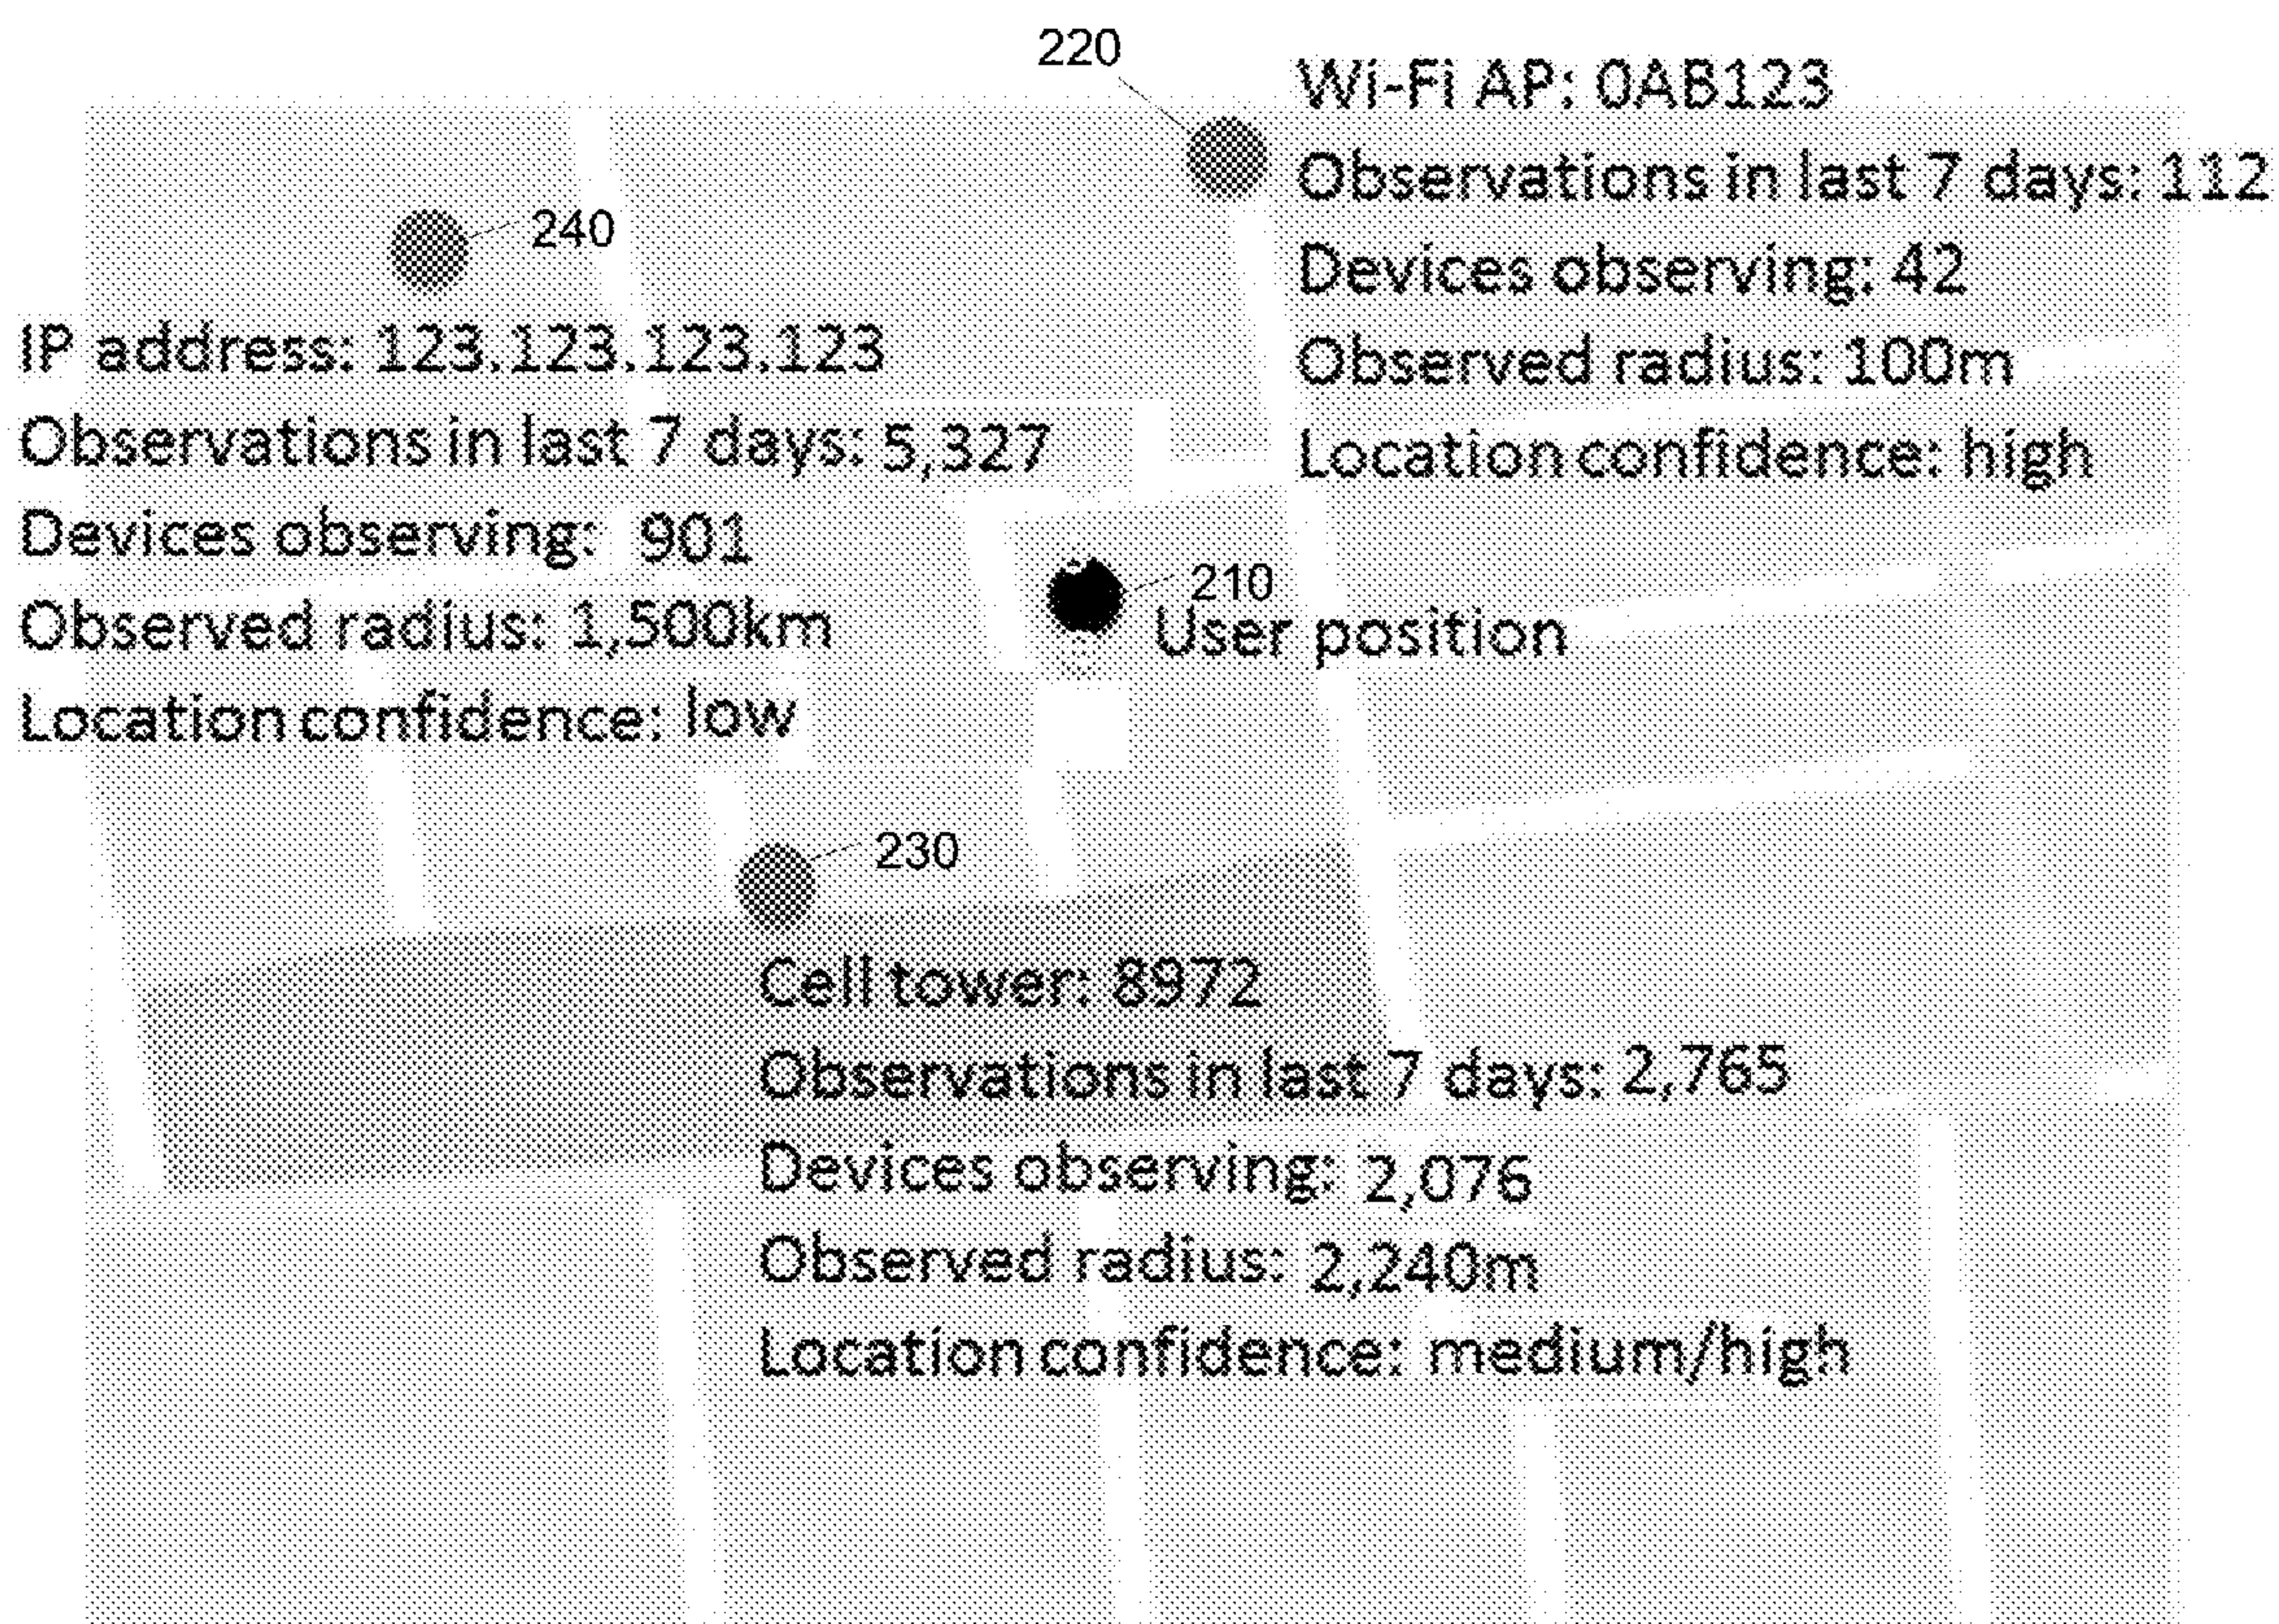 220
Wi-Fi AP: 0AB123
Observations in last 7 days: 112
Devices observing: 42
Observed radius: 100m
Location confidence: high
240
IP address: 123.123.123.123
Observations in last 7 days: 5,327
Devices observing: 901
Observed radius: 1,500km
Location confidence: low
210
User position
230
Cell tower: 8972
Observations in last 7 days: 2,765
Devices observing: 2,076
Observed radius: 2,240m
Location confidence: medium/high